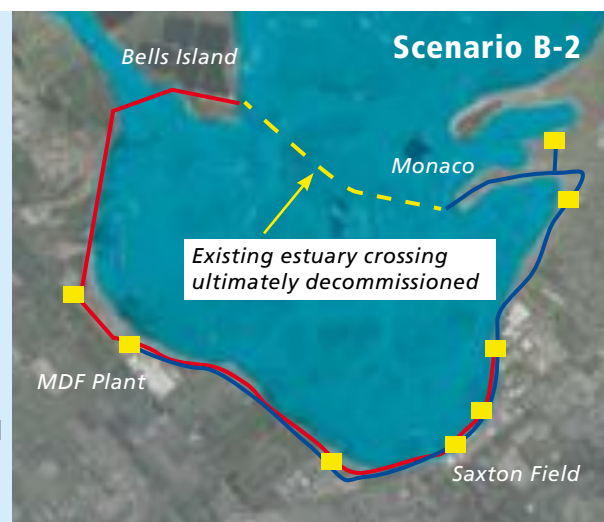 Bells Island
Scenario B-2
Monaco
Existing estuary crossing
ultimately decommissioned
MDF Plant
Saxton Field